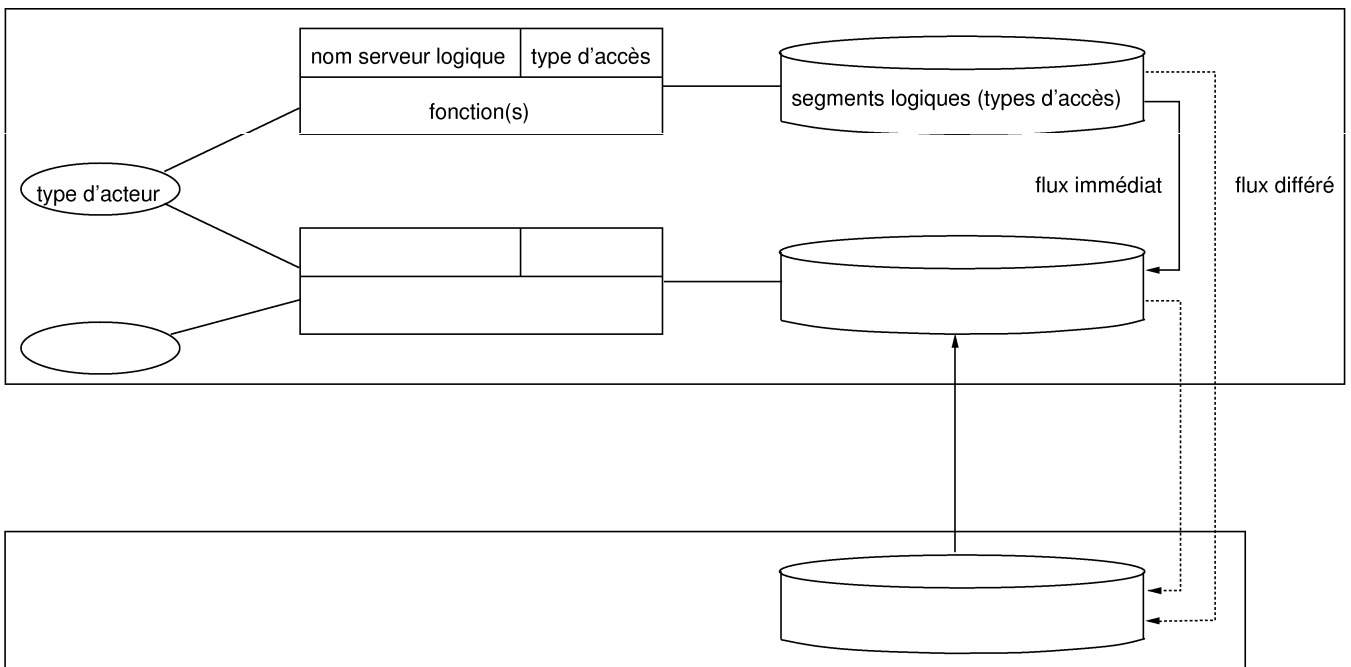 nom serveur logique
type d'accès
segments logiques (types d'accès)
fonction(s)
type d'acteur
flux immédiat
flux différé